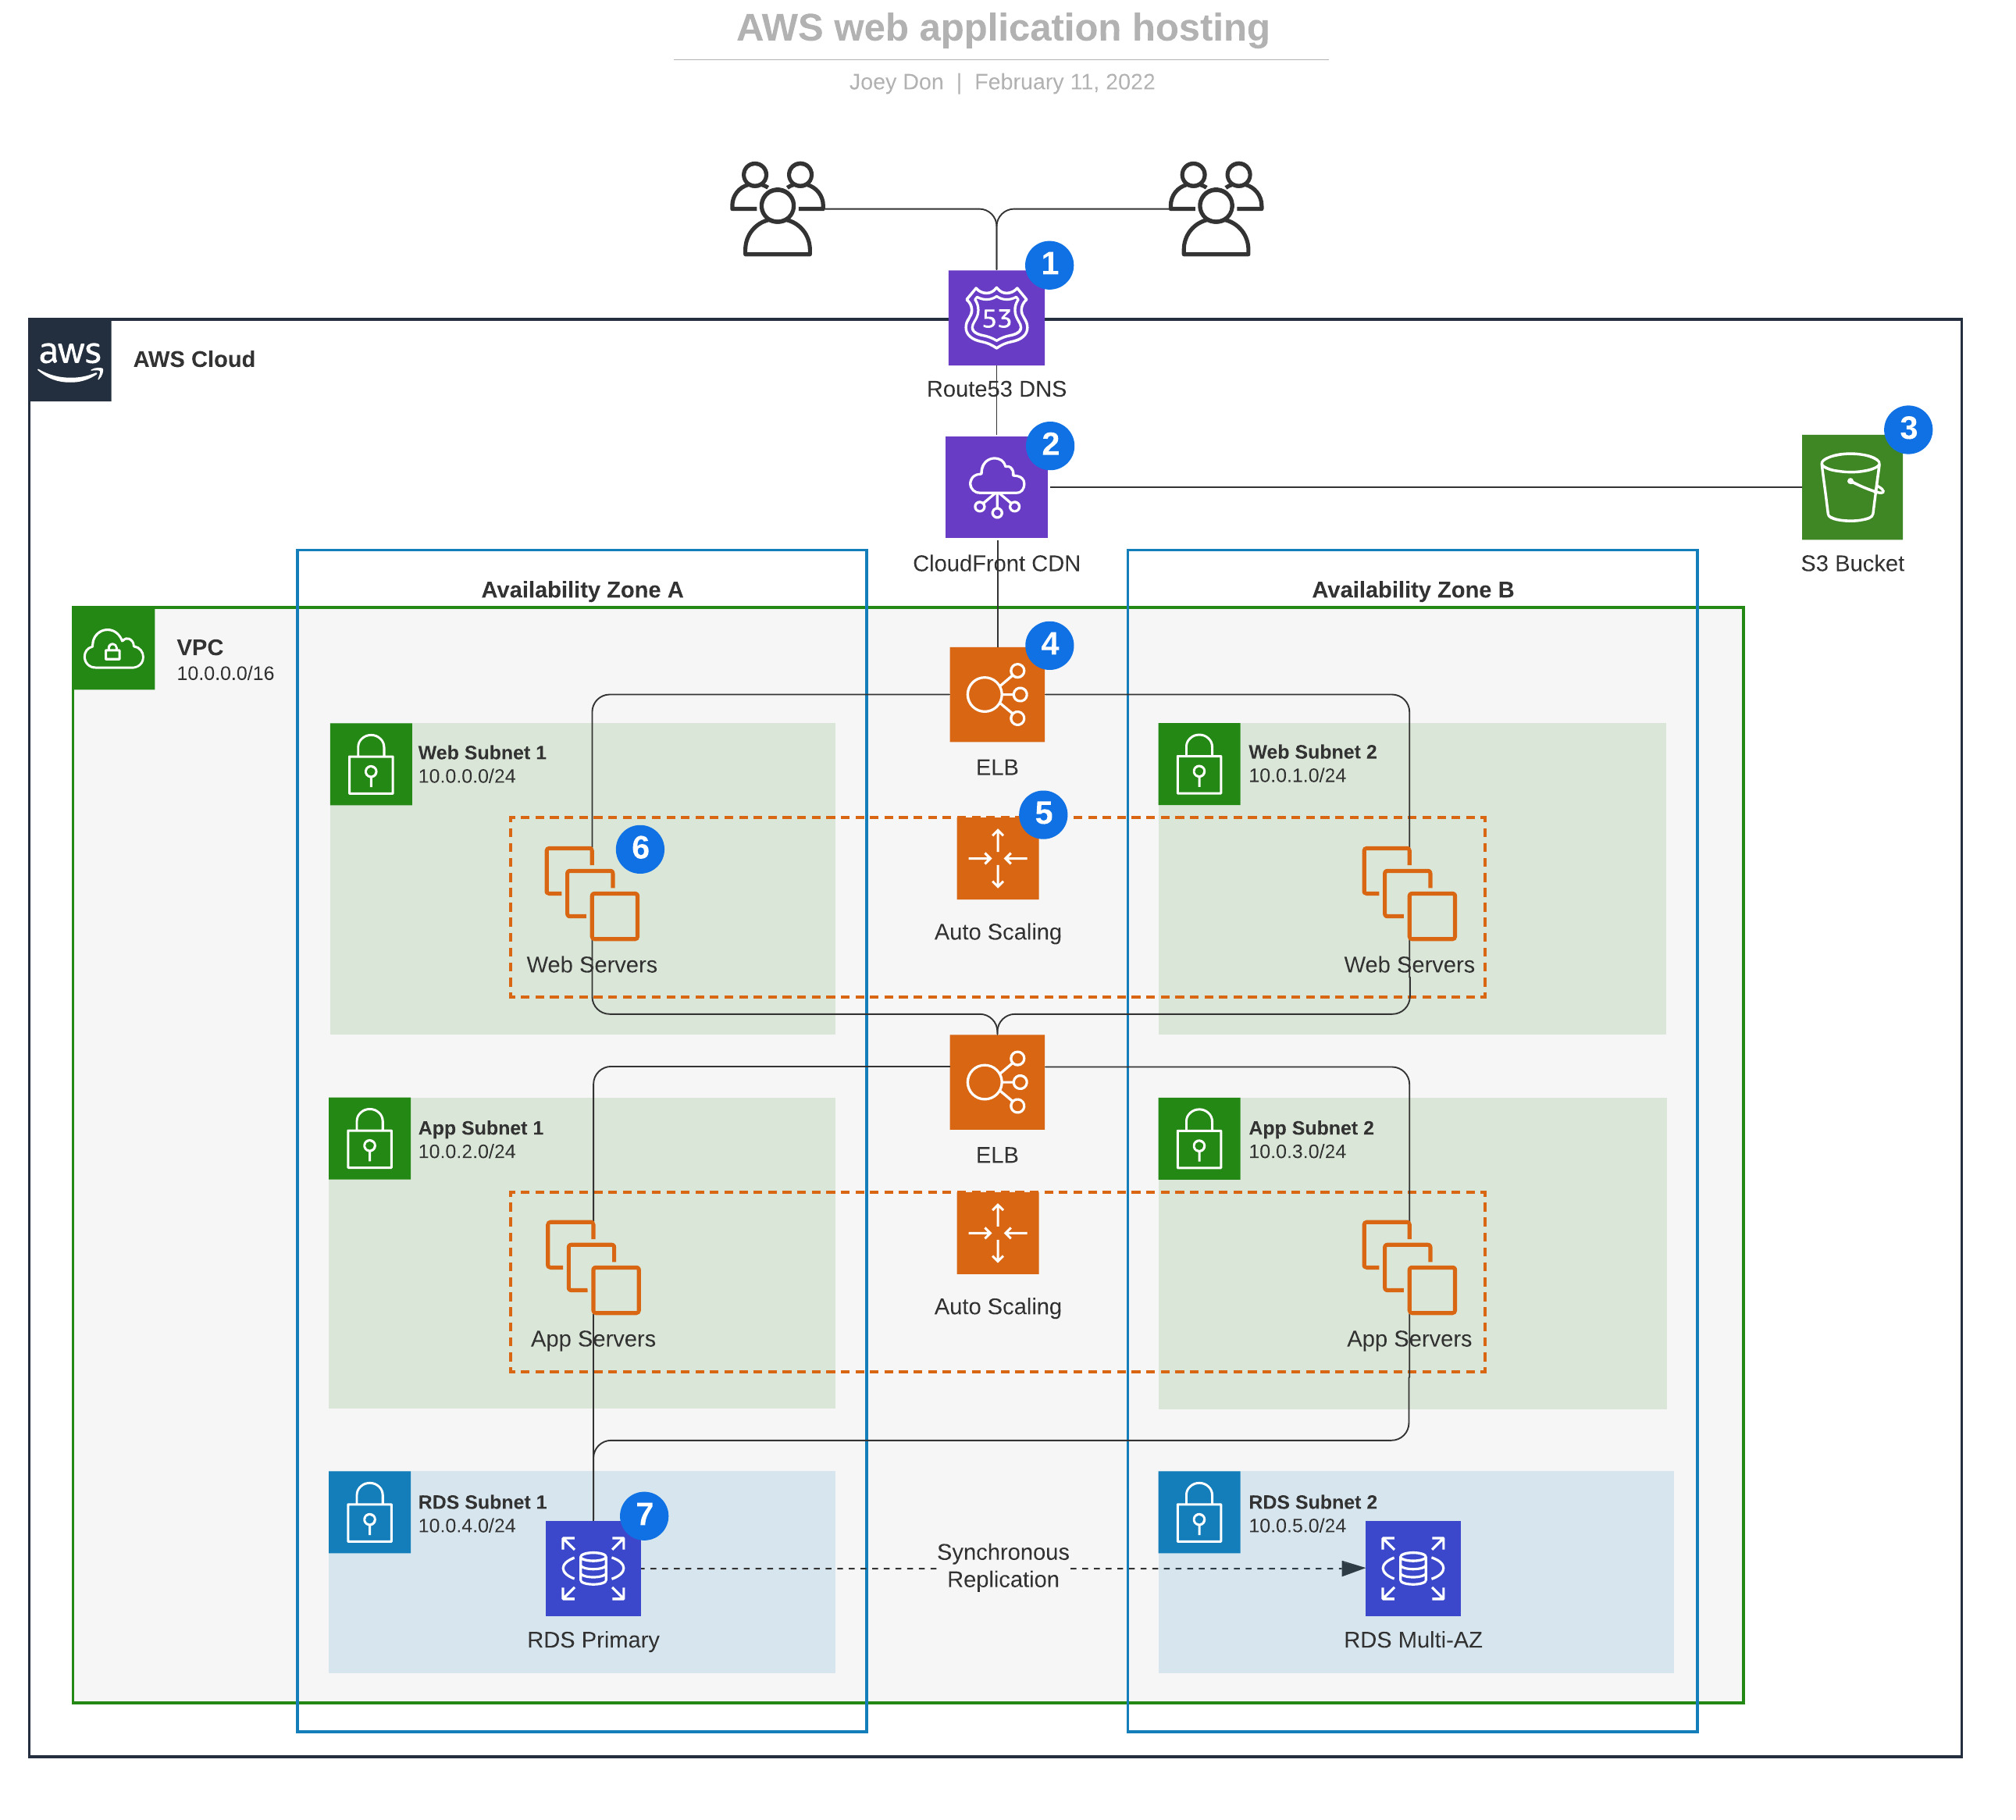 AWS web application hosting
Joey Don | February 11, 2022
1
53
Route53 DNS
aws
AWS Cloud
2
CloudFront CDN
3
S3 Bucket
Availability Zone A
Availability Zone B
VPC
10.0.0.0/16
4
ELB
Web Subnet 1
10.0.0.0/24
Web Subnet 2
10.0.1.0/24
5
Auto Scaling
6
Web Servers
Web Servers
ELB
App Subnet 1
10.0.2.0/24
App Subnet 2
10.0.3.0/24
Auto Scaling
App Servers
App Servers
RDS Subnet 1
10.0.4.0/24
RDS Subnet 2
10.0.5.0/24
7
Synchronous
Replication
RDS Primary
RDS Multi-AZ